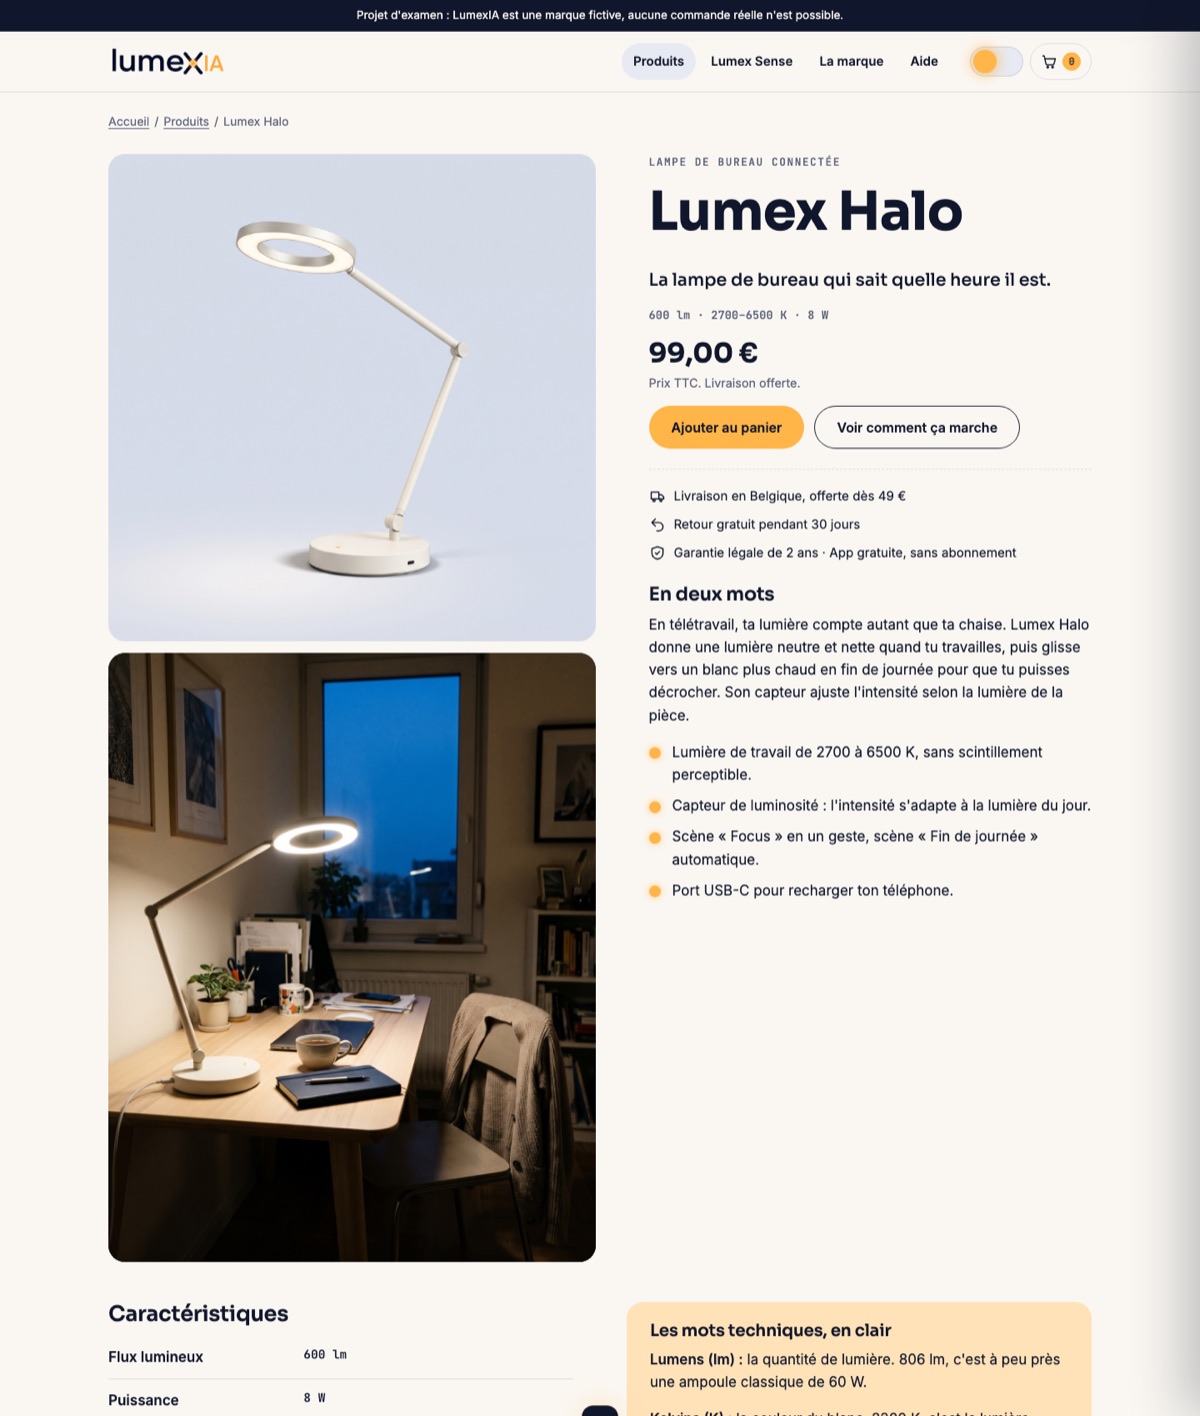 Projet d'examen : LumexIA est une marque fictive, aucune commande réelle n'est possible.
lumexIA
Produits
Lumex Sense
La marque
Aide
0
Accueil / Produits / Lumex Halo
LAMPE DE BUREAU CONNECTÉE
Lumex Halo
La lampe de bureau qui sait quelle heure il est.
600 lm · 2700–6500 K · 8 W
99,00 €
Prix TTC. Livraison offerte.
Ajouter au panier
Voir comment ça marche
Livraison en Belgique, offerte dès 49 €
Retour gratuit pendant 30 jours
Garantie légale de 2 ans · App gratuite, sans abonnement
En deux mots
En télétravail, ta lumière compte autant que ta chaise. Lumex Halo
donne une lumière neutre et nette quand tu travailles, puis glisse
vers un blanc plus chaud en fin de journée pour que tu puisses
décrocher. Son capteur ajuste l'intensité selon la lumière de la
pièce.
Lumière de travail de 2700 à 6500 K, sans scintillement
perceptible.
Capteur de luminosité : l'intensité s'adapte à la lumière du jour.
Scène « Focus » en un geste, scène « Fin de journée »
automatique.
Port USB-C pour recharger ton téléphone.
Caractéristiques
Flux lumineux
600 lm
Puissance
8 W
Les mots techniques, en clair
Lumens (lm) : la quantité de lumière. 806 lm, c'est à peu près
une ampoule classique de 60 W.